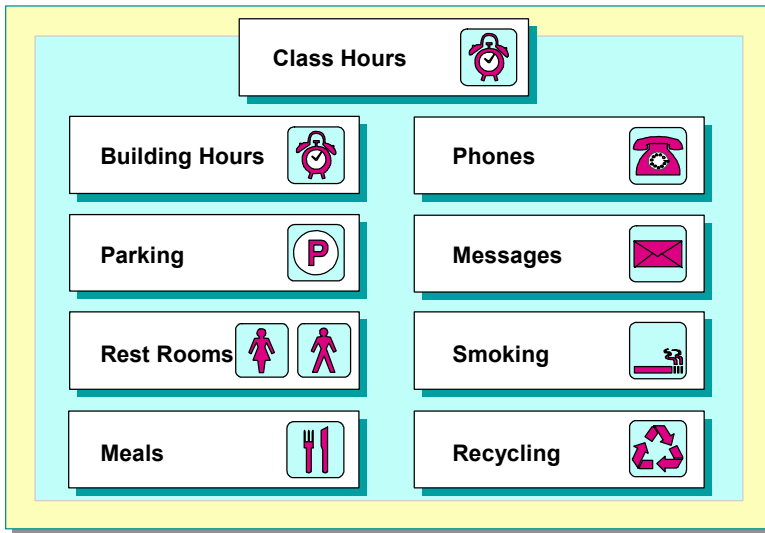 Class Hours
Building Hours
Phones
Parking
P
Messages
Rest Rooms
Smoking
Meals
Recycling